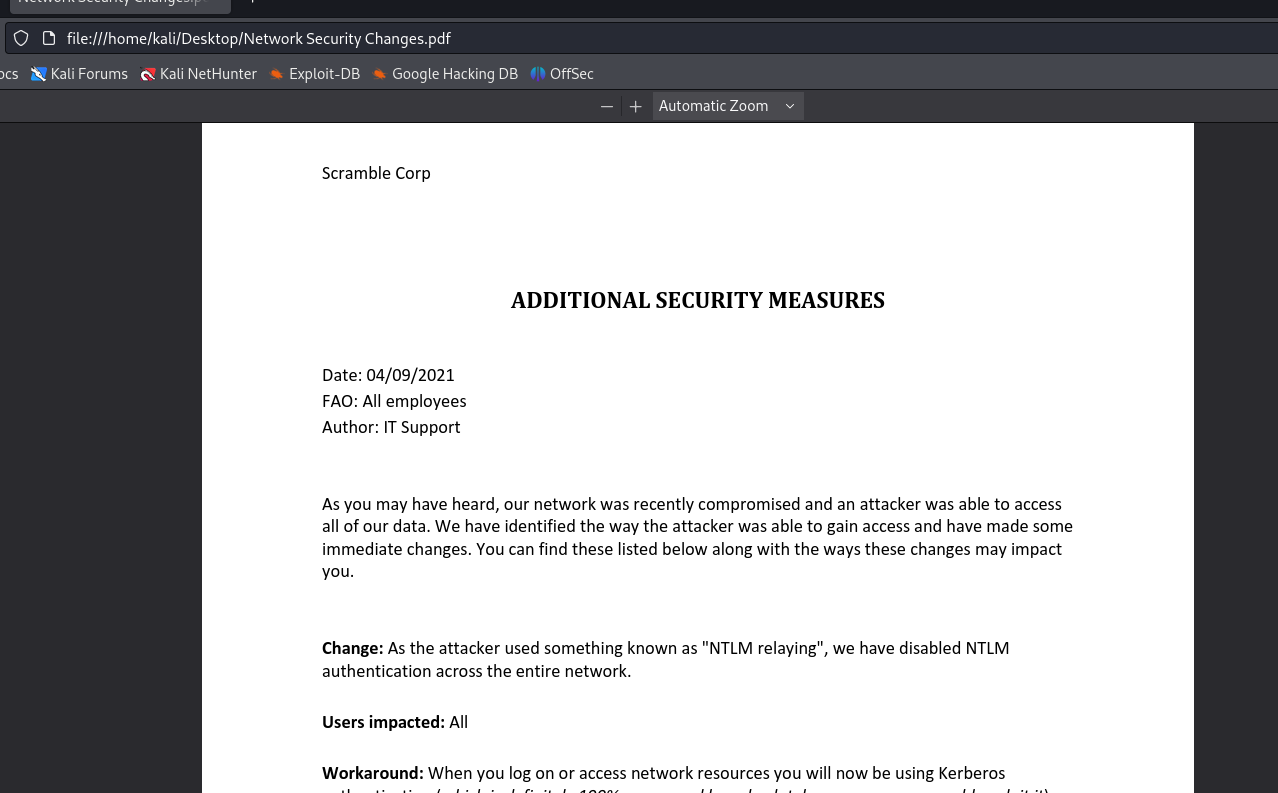 Network Security Changes.p
file:///home/kali/Desktop/Network Security Changes.pdf
ocs Kali Forums Kali NetHunter Exploit-DB Google Hacking DB OffSec
Automatic Zoom
Scramble Corp
ADDITIONAL SECURITY MEASURES
Date: 04/09/2021
FAO: All employees
Author: IT Support
As you may have heard, our network was recently compromised and an attacker was able to access
all of our data. We have identified the way the attacker was able to gain access and have made some
immediate changes. You can find these listed below along with the ways these changes may impact
you.
Change: As the attacker used something known as "NTLM relaying", we have disabled NTLM
authentication across the entire network.
Users impacted: All
Workaround: When you log on or access network resources you will now be using Kerberos